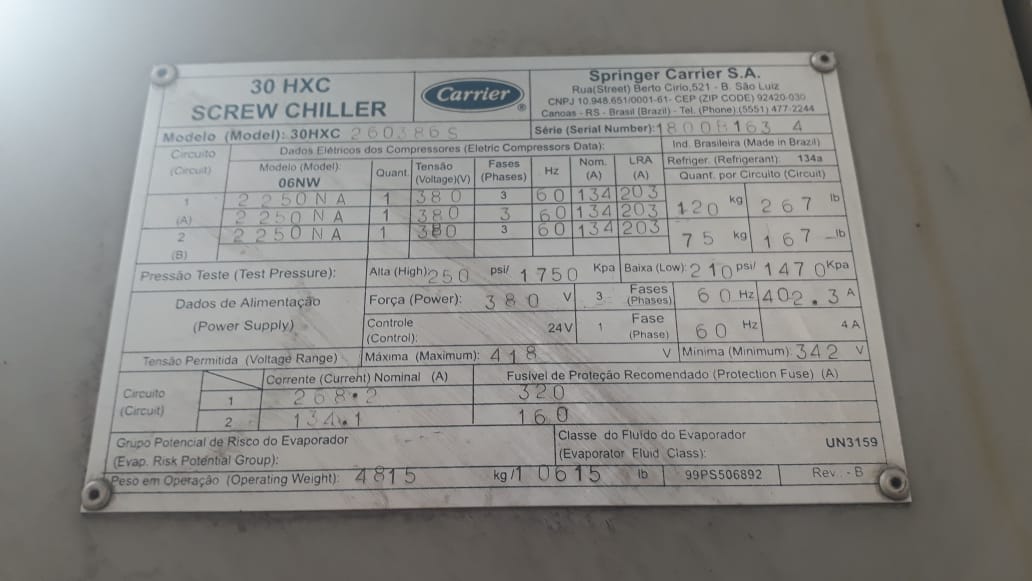 30 HXC
SCREW CHILLER
Carrier ®
Springer Carrier S.A.
Rua(Street) Berto Cirio,521 - B. São Luiz
CNPJ 10.948.651/0001-61- CEP (ZIP CODE) 92420-030
Canoas - RS - Brasil (Brazil) - Tel. (Phone).(5551) 477-2244
Modelo (Model): 30HXC 260386S
Série (Serial Number): 1800B163 4
Circuito (Circuit)
Dados Elétricos dos Compressores (Eletric Compressors Data):
Ind. Brasileira (Made in Brazil)
Modelo (Model): 06NW Quant. Tensão (Voltage)(V) Fases (Phases) Hz Nom. (A) LRA (A)
Refriger. (Refrigerant): 134a
Quant. por Circuito (Circuit)
1 (A) 2250NA 1 380 3 60 134 203
2250NA 1 380 3 60 134 203
120 kg 267 lb
2 (B) 2250NA 1 380 3 60 134 203
75 kg 167 lb
Pressão Teste (Test Pressure): Alta (High) 250 psi/ 1750 Kpa Baixa (Low): 210 psi/ 1470 Kpa
Dados de Alimentação (Power Supply)
Força (Power): 380 V 3 Fases (Phases) 60 Hz 402.3 A
Controle (Control): 24V 1 Fase (Phase) 60 Hz 4 A
Tensão Permitida (Voltage Range) Máxima (Maximum): 418 V Minima (Minimum): 342 V
Circuito (Circuit)
Corrente (Current) Nominal (A) Fusível de Proteção Recomendado (Protection Fuse) (A)
1 268.2 320
2 134.1 160
Grupo Potencial de Risco do Evaporador
(Evap. Risk Potential Group):
Classe do Fluido do Evaporador
(Evaporator Fluid Class): UN3159
Peso em Operação (Operating Weight): 4815 kg/ 10615 lb 99PS506892 Rev. - B